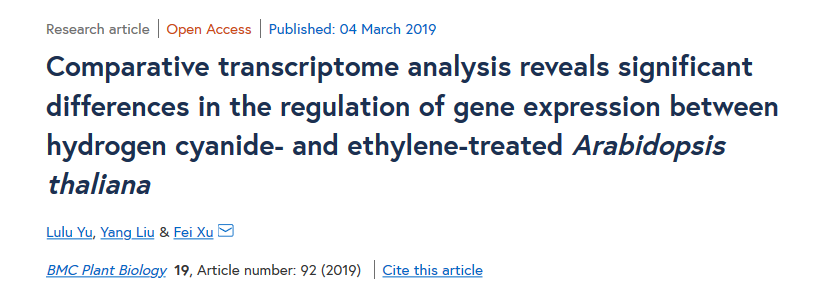 Research article | Open Access | Published: 04 March 2019
Comparative transcriptome analysis reveals significant
differences in the regulation of gene expression between
hydrogen cyanide- and ethylene-treated Arabidopsis
thaliana
Lulu Yu, Yang Liu & Fei Xu
BMC Plant Biology 19, Article number: 92 (2019) | Cite this article